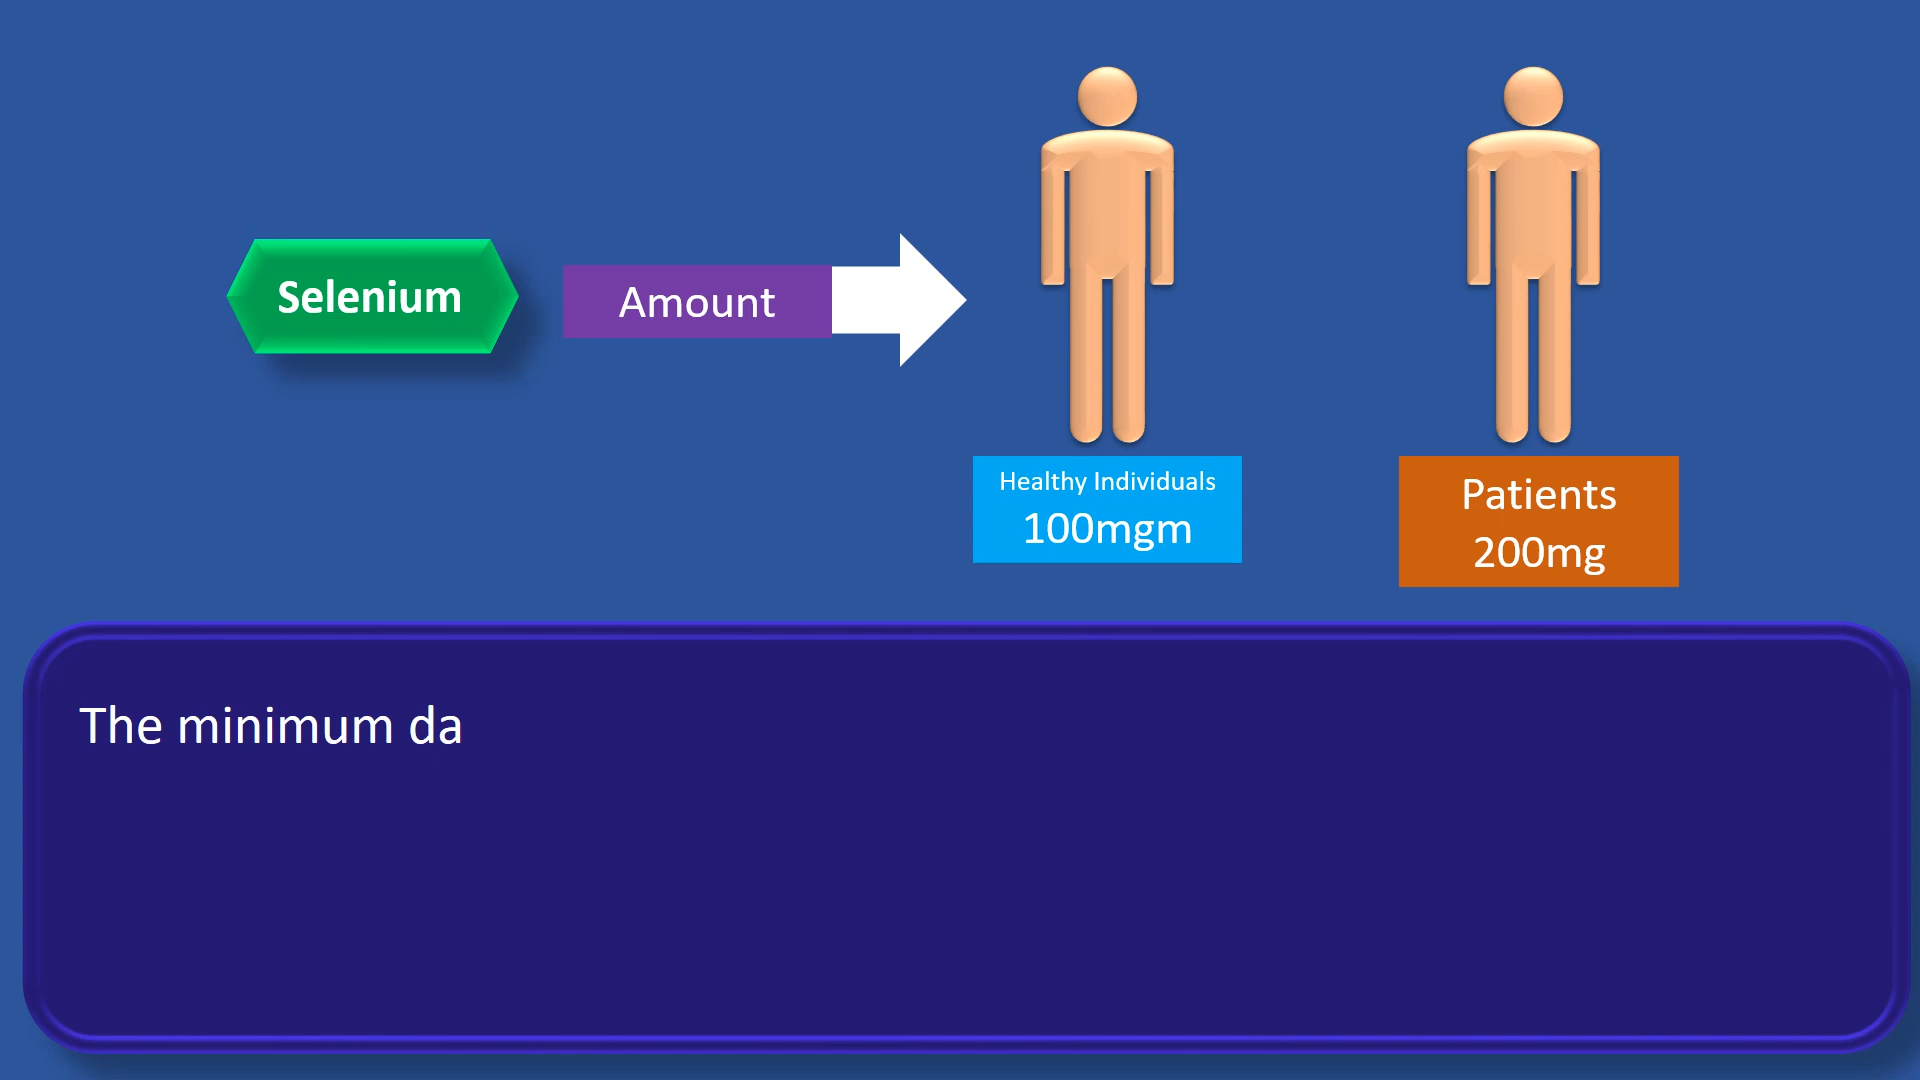 Selenium
Amount
Healthy Individuals
100mgm
Patients
200mg
The minimum da